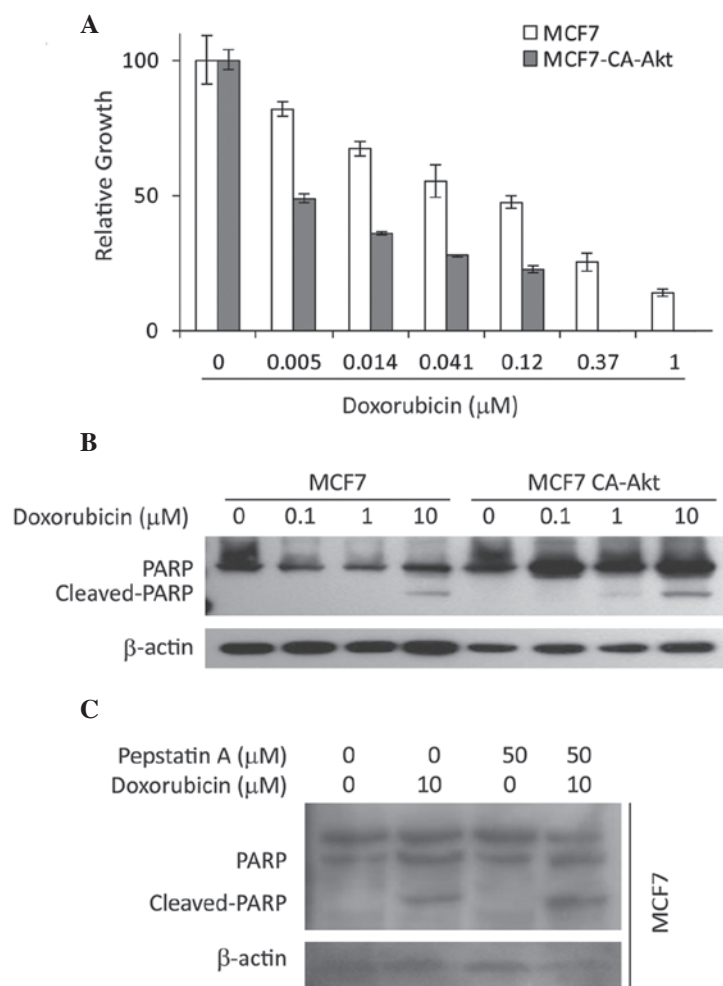 A
MCF7
MCF7-CA-Akt
Relative Growth
100
50
0
0 0.005 0.014 0.041 0.12 0.37 1
Doxorubicin (μM)
B
MCF7 MCF7 CA-Akt
Doxorubicin (μM) 0 0.1 1 10 0 0.1 1 10
PARP
Cleaved-PARP
β-actin
C
Pepstatin A (μM) 0 0 50 50
Doxorubicin (μM) 0 10 0 10
PARP
Cleaved-PARP
β-actin
MCF7